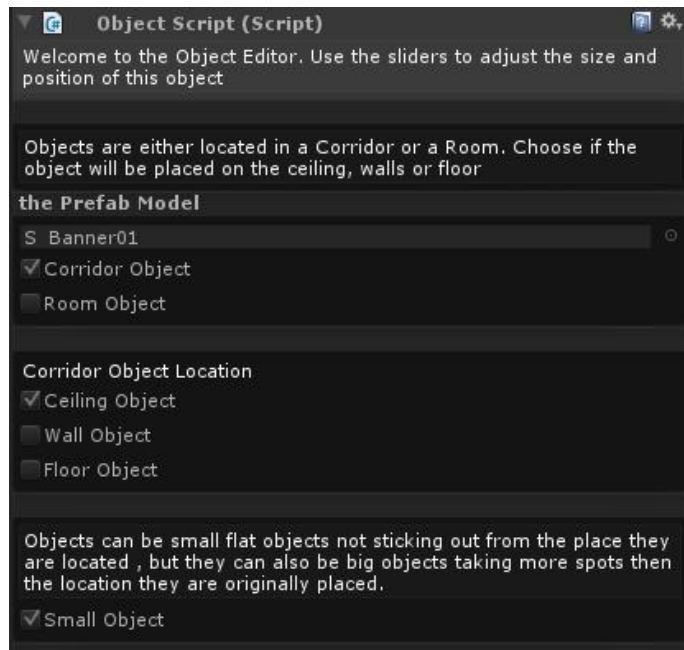 Object Script (Script)
Welcome to the Object Editor. Use the sliders to adjust the size and
position of this object
Objects are either located in a Corridor or a Room. Choose if the
object will be placed on the ceiling, walls or floor
the Prefab Model
S_Banner01
Corridor Object
Room Object
Corridor Object Location
Ceiling Object
Wall Object
Floor Object
Objects can be small flat objects not sticking out from the place they
are located , but they can also be big objects taking more spots then
the location they are originally placed.
Small Object